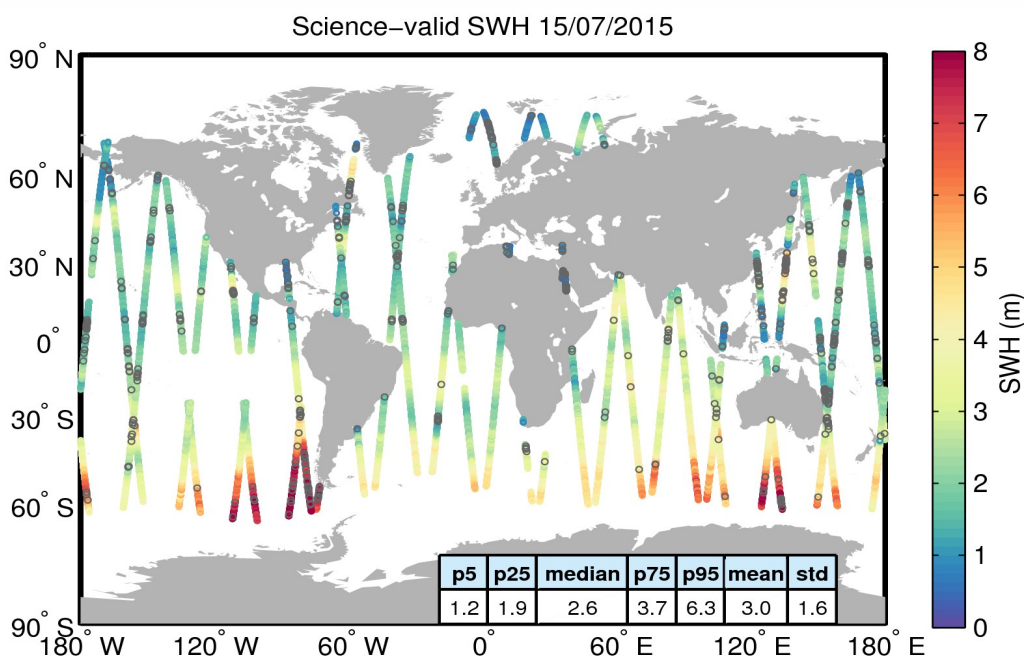 Science−valid SWH 15/07/2015
90° N
60° N
30° N
0°
30° S
60° S
90° S
180° W
120° W
60° W
0°
60° E
120° E
180° E
p5 p25 median p75 p95 mean std
1.2 1.9 2.6 3.7 6.3 3.0 1.6
8
7
6
5
4
3
2
1
0
SWH (m)